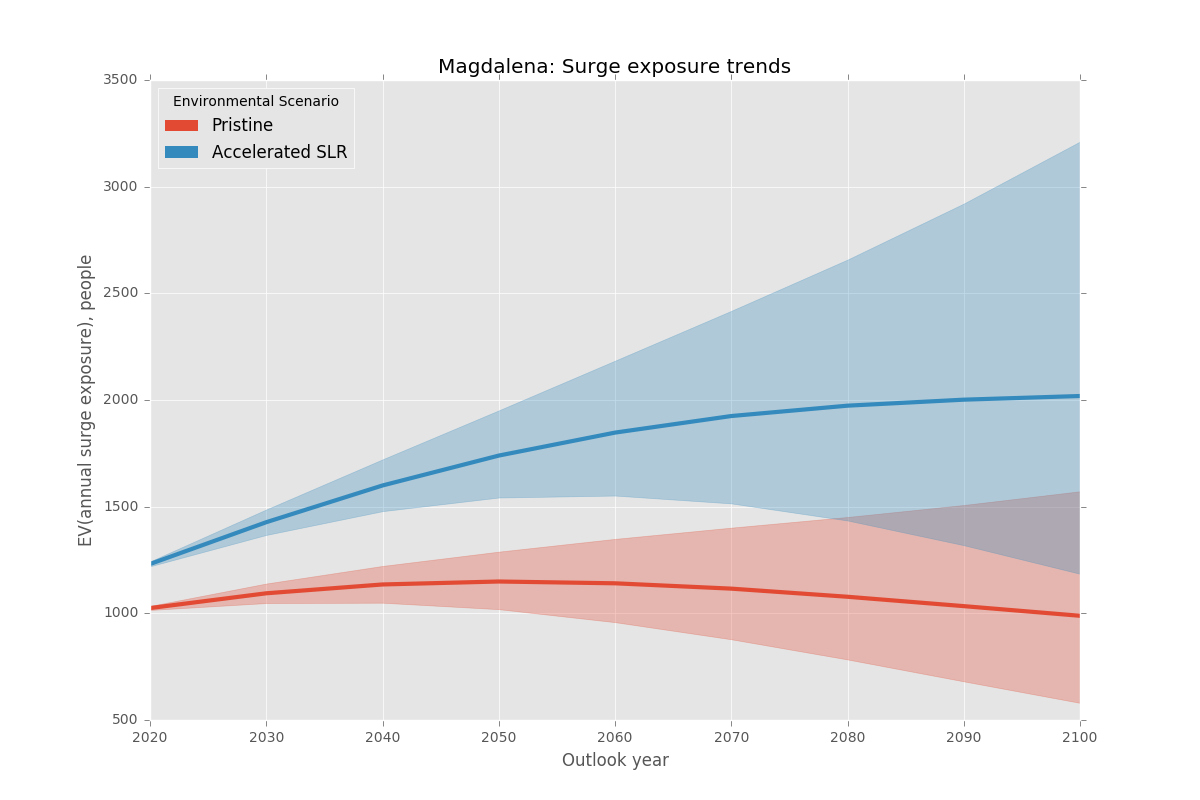 Magdalena: Surge exposure trends
Environmental Scenario
Pristine
Accelerated SLR
EV(annual surge exposure), people
3500
3000
2500
2000
1500
1000
500
2020 2030 2040 2050 2060 2070 2080 2090 2100
Outlook year